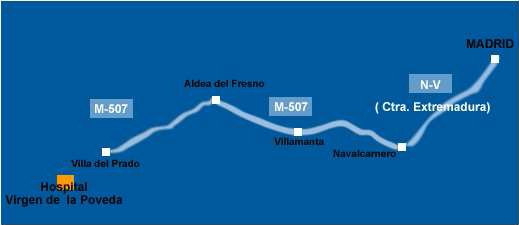 MADRID
Aldea del Fresno
N-V
M-507
M-507
( Ctra. Extremadura)
Villamanta
Navalcarnero
Villa del Prado
Hospital
Virgen de la Poveda